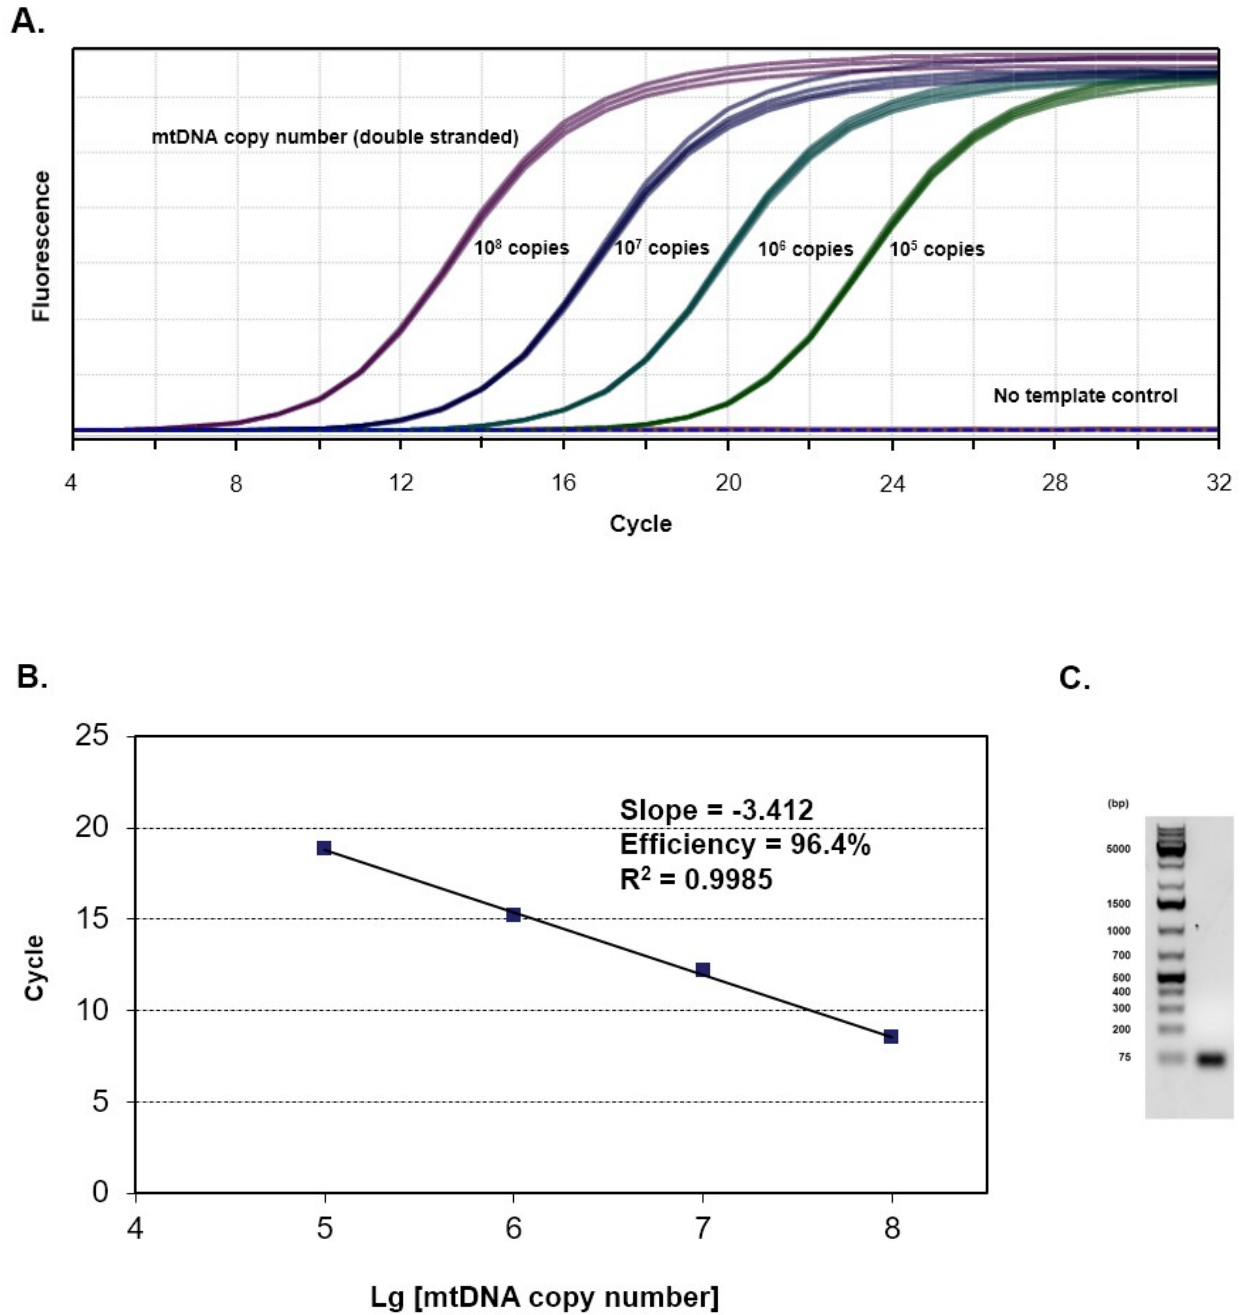 A.
mtDNA copy number (double stranded)
10⁸ copies
10⁷ copies
10⁶ copies
10⁵ copies
No template control
Fluorescence
4 8 12 16 20 24 28 32
Cycle
B.
25
20
15
10
5
0
Slope = -3.412
Efficiency = 96.4%
R² = 0.9985
Cycle
4 5 6 7 8
Lg [mtDNA copy number]
C.
(bp)
5000
1500
1000
700
500
400
300
200
75